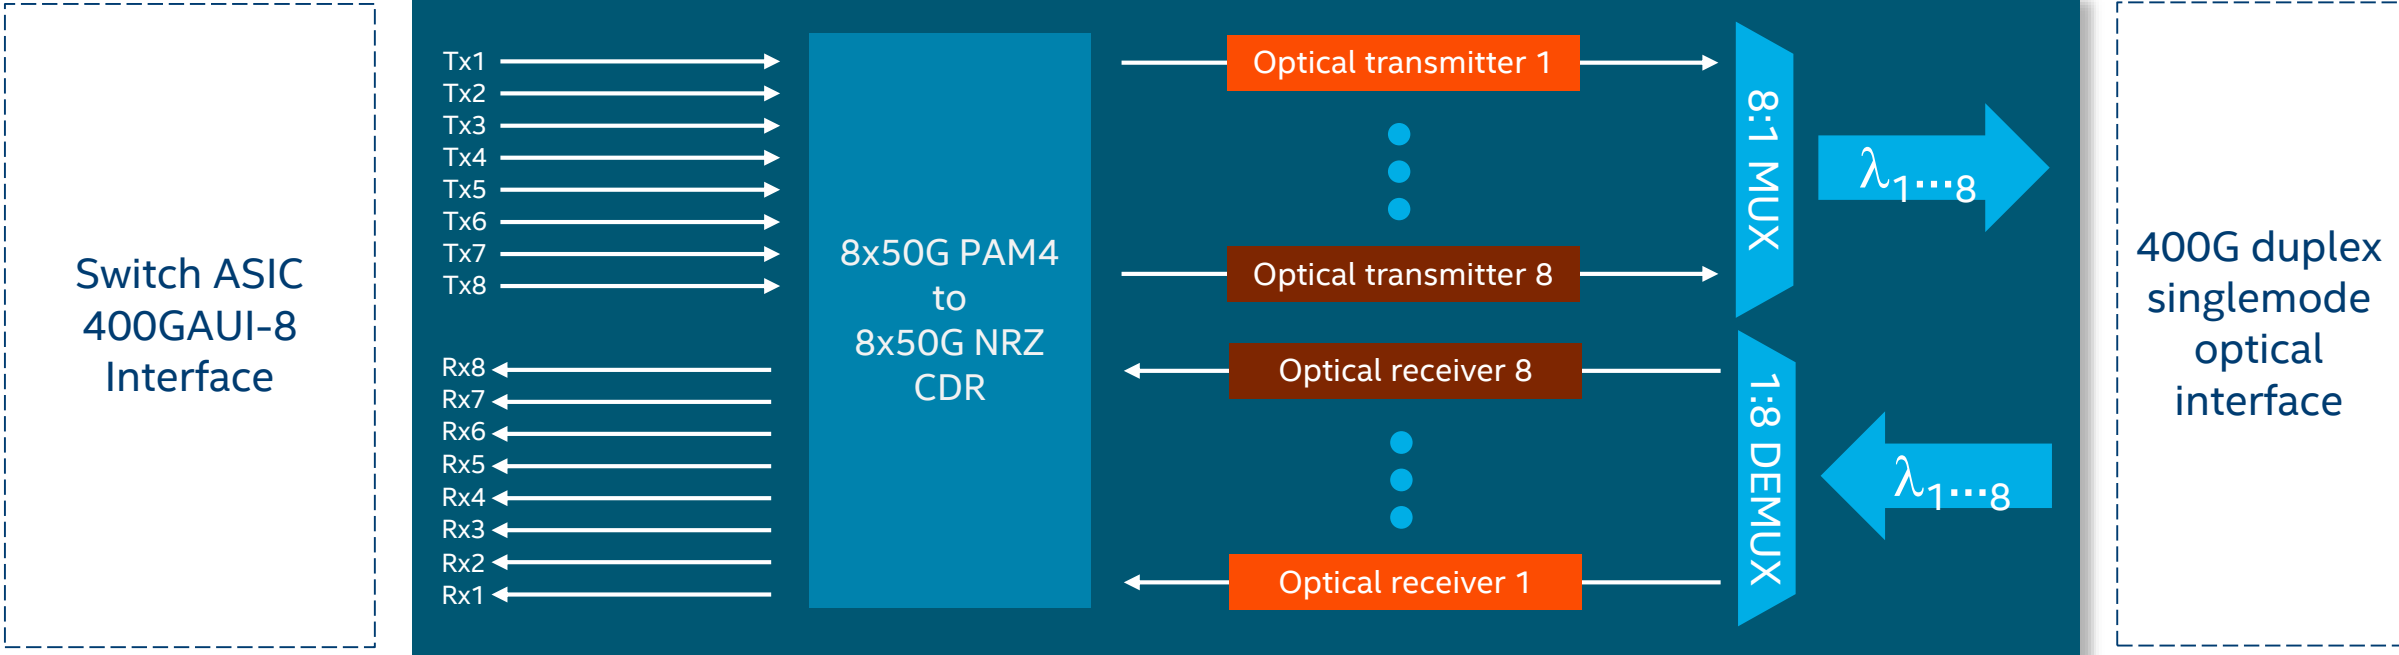 Switch ASIC
400GAUI-8
Interface
Tx1
Tx2
Tx3
Tx4
Tx5
Tx6
Tx7
Tx8
Rx8
Rx7
Rx6
Rx5
Rx4
Rx3
Rx2
Rx1
8x50G PAM4
to
8x50G NRZ
CDR
Optical transmitter 1
Optical transmitter 8
Optical receiver 8
Optical receiver 1
8:1 MUX
1:8 DEMUX
λ1...8
λ1...8
400G duplex
singlemode
optical
interface